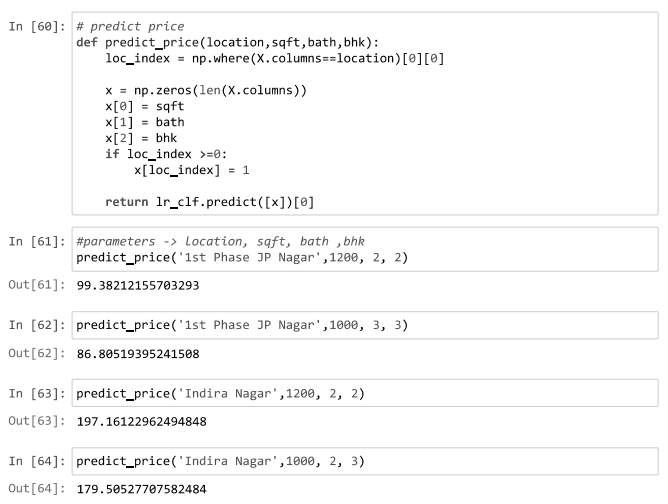 In [60]: # predict price
def predict_price(location,sqft,bath,bhk):
    loc_index = np.where(X.columns==location)[0][0]

    x = np.zeros(len(X.columns))
    x[0] = sqft
    x[1] = bath
    x[2] = bhk
    if loc_index >=0:
        x[loc_index] = 1

    return lr_clf.predict([x])[0]
In [61]: #parameters -> location, sqft, bath ,bhk
predict_price('1st Phase JP Nagar',1200, 2, 2)
Out[61]: 99.38212155703293
In [62]: predict_price('1st Phase JP Nagar',1000, 3, 3)
Out[62]: 86.80519395241508
In [63]: predict_price('Indira Nagar',1200, 2, 2)
Out[63]: 197.16122962494848
In [64]: predict_price('Indira Nagar',1000, 2, 3)
Out[64]: 179.50527707582484